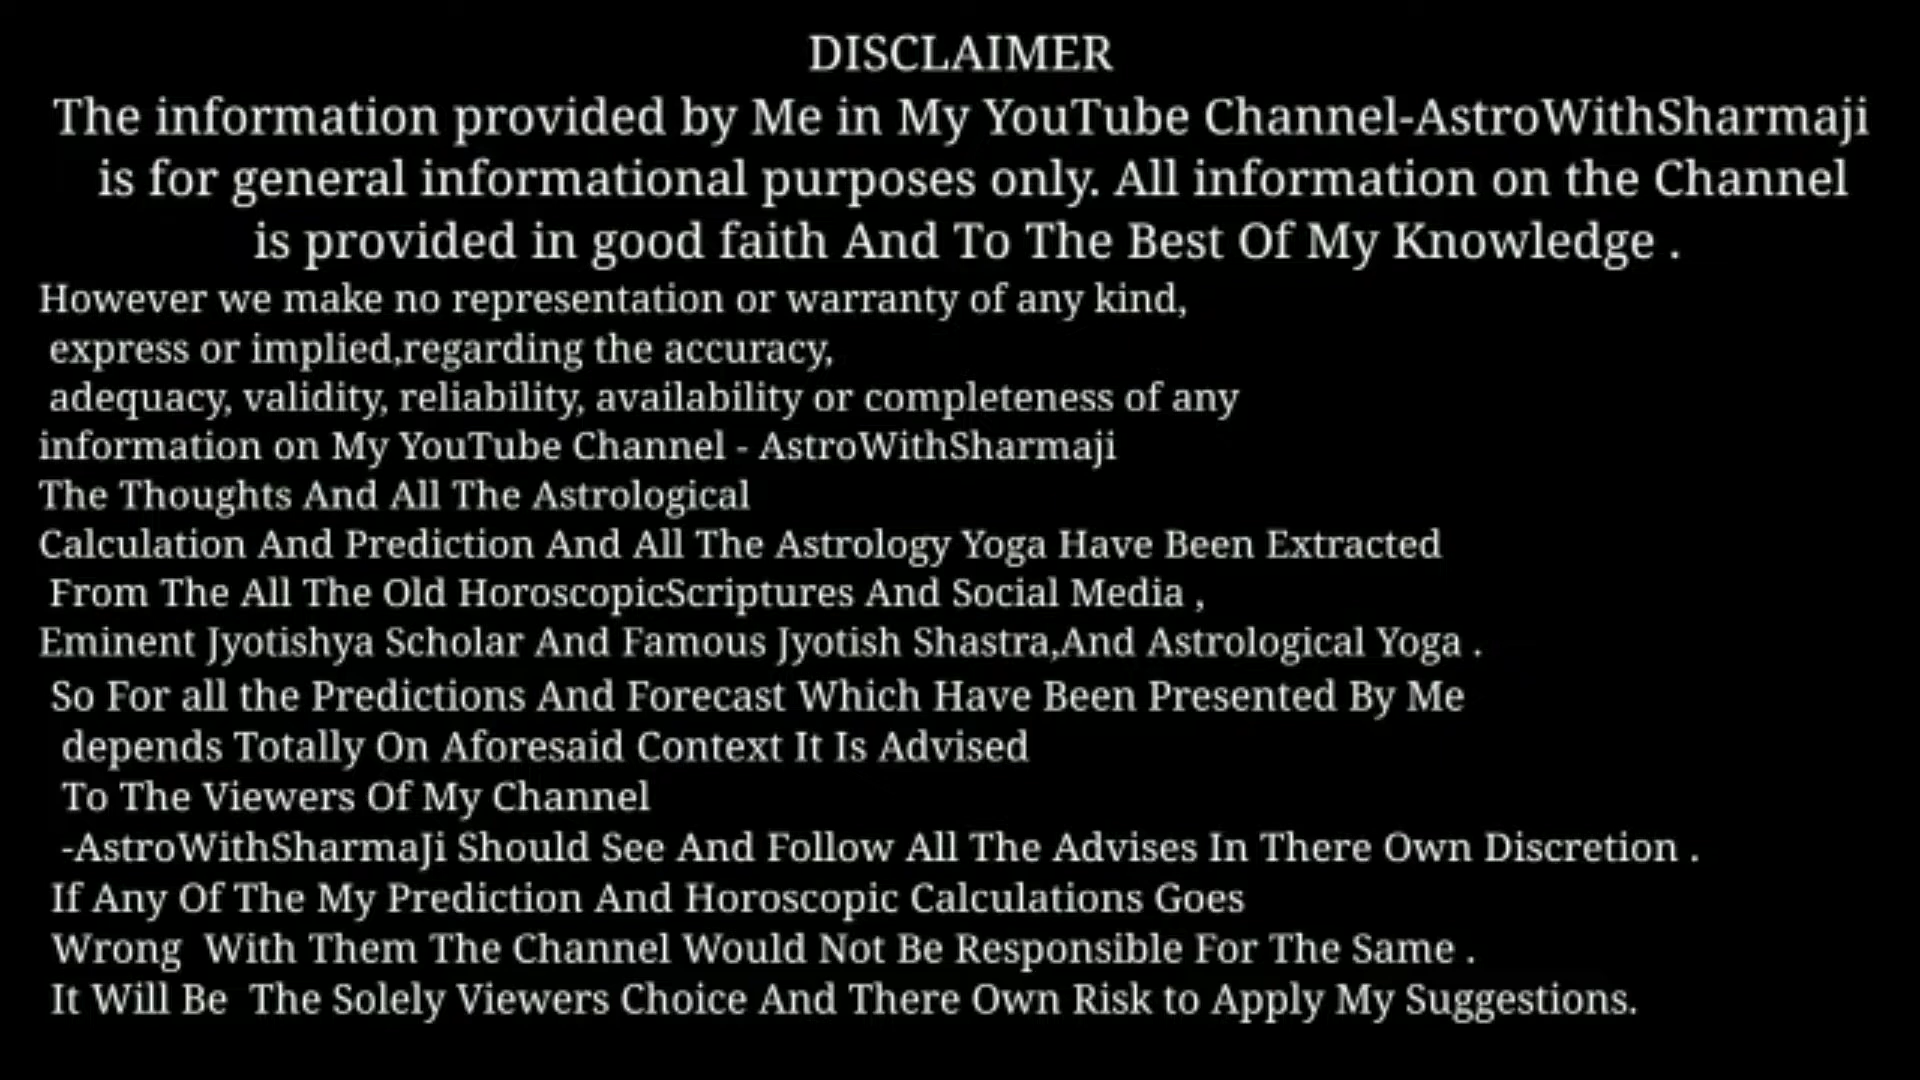 DISCLAIMER
The information provided by Me in My YouTube Channel-AstroWithSharmaji
is for general informational purposes only. All information on the Channel
is provided in good faith And To The Best Of My Knowledge .
However we make no representation or warranty of any kind,
express or implied,regarding the accuracy,
adequacy, validity, reliability, availability or completeness of any
information on My YouTube Channel - AstroWithSharmaji
The Thoughts And All The Astrological
Calculation And Prediction And All The Astrology Yoga Have Been Extracted
From The All The Old HoroscopicScriptures And Social Media ,
Eminent Jyotishya Scholar And Famous Jyotish Shastra,And Astrological Yoga .
So For all the Predictions And Forecast Which Have Been Presented By Me
depends Totally On Aforesaid Context It Is Advised
To The Viewers Of My Channel
-AstroWithSharmaJi Should See And Follow All The Advises In There Own Discretion .
If Any Of The My Prediction And Horoscopic Calculations Goes
Wrong  With Them The Channel Would Not Be Responsible For The Same .
It Will Be  The Solely Viewers Choice And There Own Risk to Apply My Suggestions.